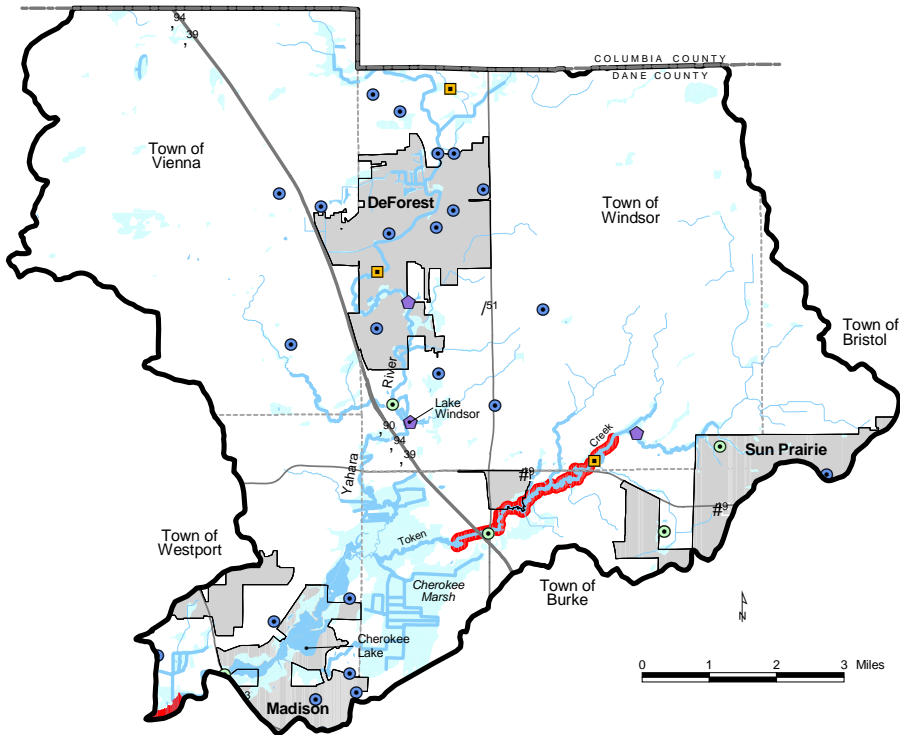 94
, 39
,
COLUMBIA COUNTY
DANE COUNTY
Town of
Vienna
DeForest
Town of
Windsor
/51
Town of
Bristol
River
Lake
Windsor
, 90
, 94
, 39
Creek
Sun Prairie
Yahara
#19
#19
Token
Town of
Westport
Cherokee
Marsh
Town of
Burke
N
Cherokee
Lake
0 1 2 3 Miles
3
Madison